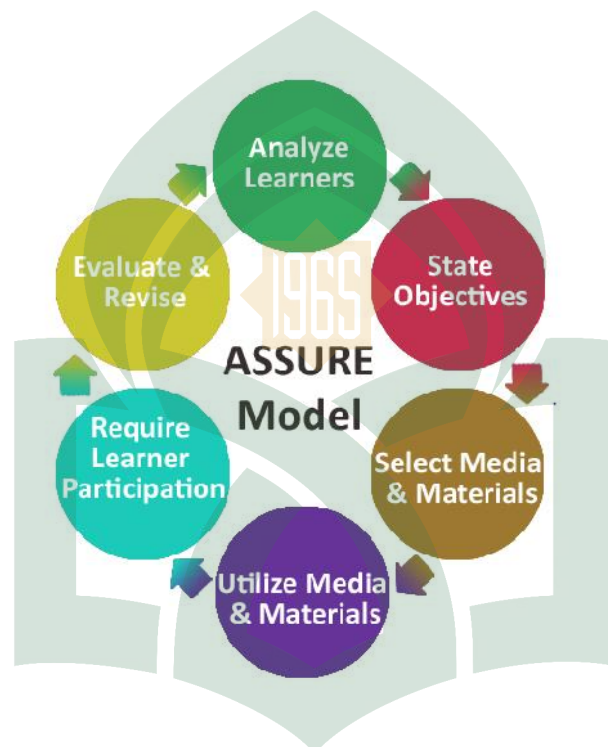 Analyze
Learners
State
Objectives
Select Media
& Materials
Utilize Media
& Materials
Require
Learner
Participation
Evaluate &
Revise
1965
ASSURE
Model